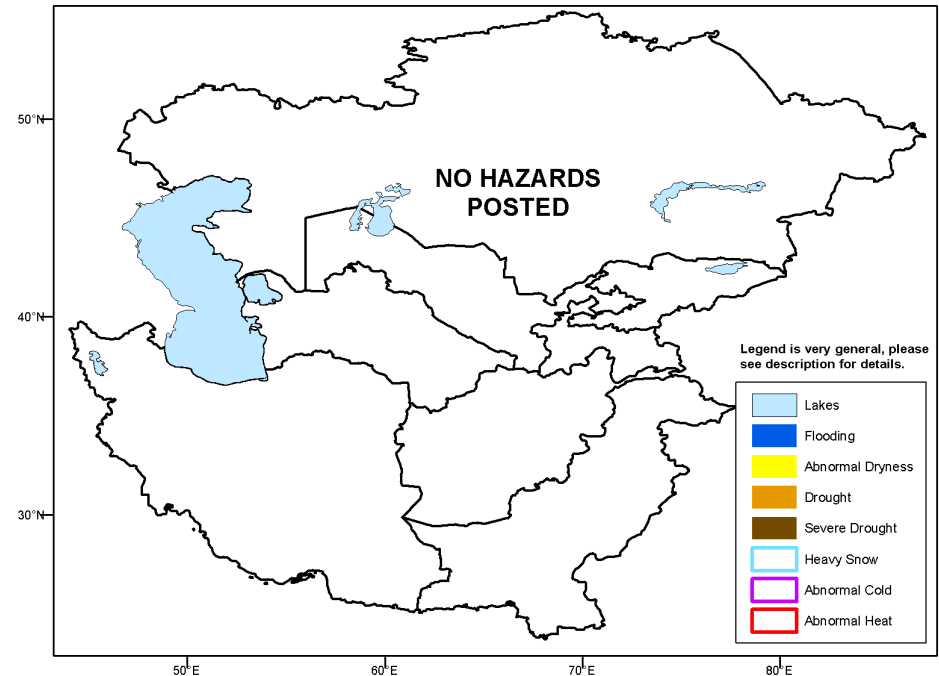 50°N
40°N
30°N
NO HAZARDS
POSTED
Legend is very general, please
see description for details.
Lakes
Flooding
Abnormal Dryness
Drought
Severe Drought
Heavy Snow
Abnormal Cold
Abnormal Heat
50°E
60°E
70°E
80°E